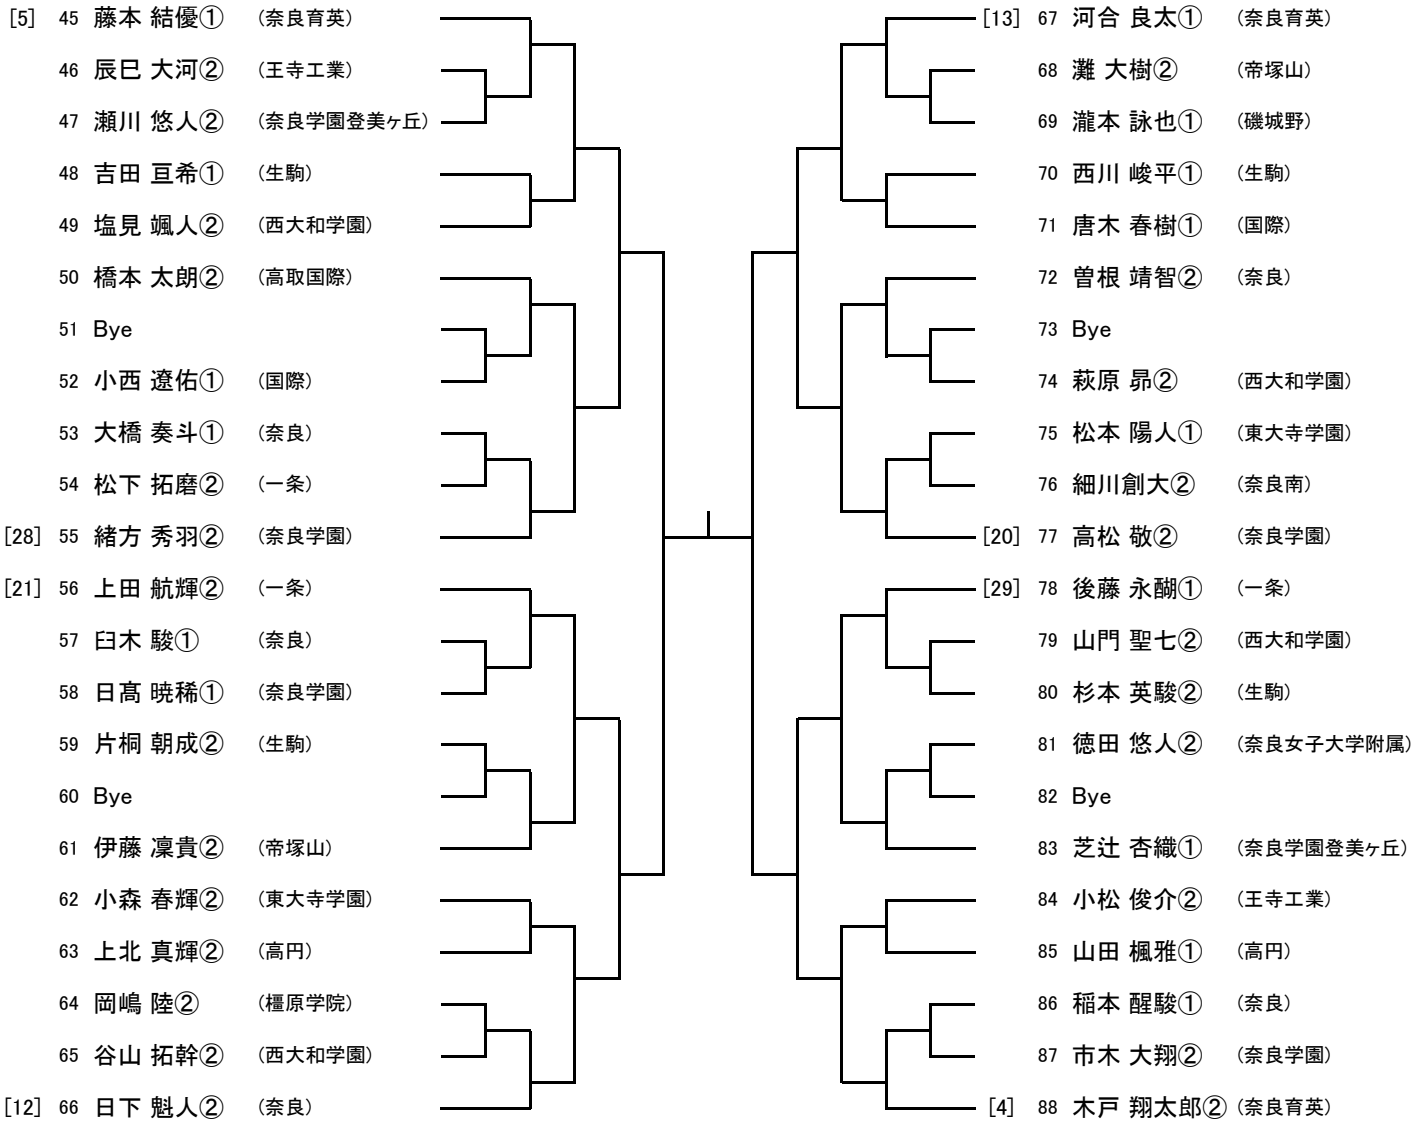 [5] 45 藤本 結優① (奈良育英)
46 辰巳 大河② (王寺工業)
47 瀬川 悠人② (奈良学園登美ヶ丘)
48 吉田 亘希① (生駒)
49 塩見 颯人② (西大和学園)
50 橋本 太朗② (高取国際)
51 Bye
52 小西 遼佑① (国際)
53 大橋 奏斗① (奈良)
54 松下 拓磨② (一条)
[28] 55 緒方 秀羽② (奈良学園)
[21] 56 上田 航輝② (一条)
57 臼木 駿① (奈良)
58 日髙 暁稀① (奈良学園)
59 片桐 朝成② (生駒)
60 Bye
61 伊藤 凜貴② (帝塚山)
62 小森 春輝② (東大寺学園)
63 上北 真輝② (高円)
64 岡嶋 陸② (橿原学院)
65 谷山 拓幹② (西大和学園)
[12] 66 日下 魁人② (奈良)
[13] 67 河合 良太① (奈良育英)
68 灘 大樹② (帝塚山)
69 瀧本 詠也① (磯城野)
70 西川 峻平① (生駒)
71 唐木 春樹① (国際)
72 曽根 靖智② (奈良)
73 Bye
74 萩原 昴② (西大和学園)
75 松本 陽人① (東大寺学園)
76 細川創大② (奈良南)
[20] 77 高松 敬② (奈良学園)
[29] 78 後藤 永醐① (一条)
79 山門 聖七② (西大和学園)
80 杉本 英駿② (生駒)
81 徳田 悠人② (奈良女子大学附属)
82 Bye
83 芝辻 杏織① (奈良学園登美ヶ丘)
84 小松 俊介② (王寺工業)
85 山田 楓雅① (高円)
86 稲本 醒駿① (奈良)
87 市木 大翔② (奈良学園)
[4] 88 木戸 翔太郎② (奈良育英)